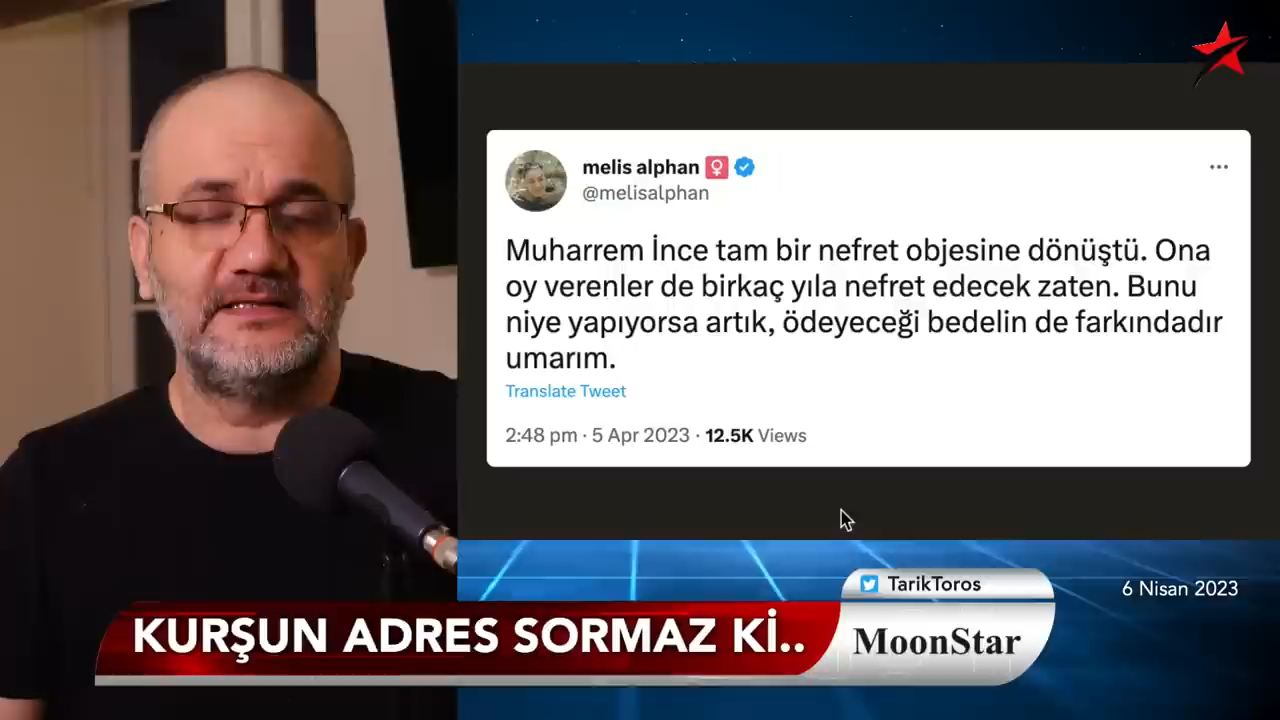 melis alphan
@melisalphan
Muharrem İnce tam bir nefret objesine dönüştü. Ona
oy verenler de birkaç yıla nefret edecek zaten. Bunu
niye yapıyorsa artık, ödeyeceği bedelin de farkındadır
umarım.
Translate Tweet
2:48 pm · 5 Apr 2023 · 12.5K Views
TarikToros
6 Nisan 2023
KURŞUN ADRES SORMAZ Kİ..
MoonStar